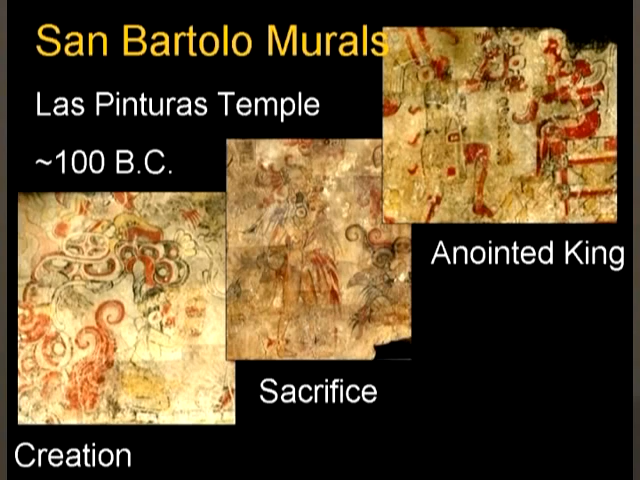 San Bartolo Murals
Las Pinturas Temple
~100 B.C.
Anointed King
Sacrifice
Creation